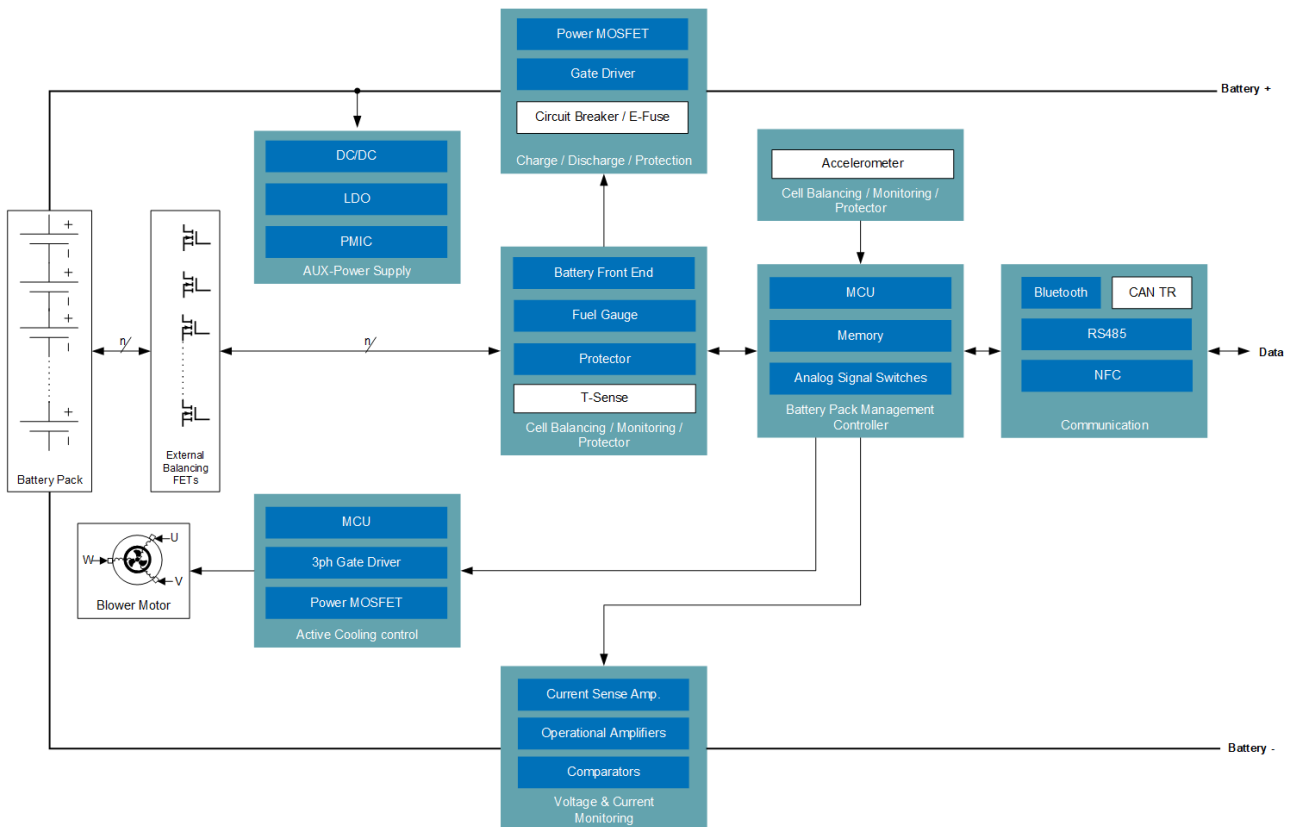 Power MOSFET
Gate Driver
Circuit Breaker / E-Fuse
Charge / Discharge / Protection
Battery +
DC/DC
LDO
PMIC
AUX-Power Supply
Accelerometer
Cell Balancing / Monitoring /
Protector
+
−
+
−
+
−
+
−
Battery Pack
n
External
Balancing
FETs
n
Battery Front End
Fuel Gauge
Protector
T-Sense
Cell Balancing / Monitoring /
Protector
MCU
Memory
Analog Signal Switches
Battery Pack Management
Controller
Bluetooth
CAN TR
RS485
NFC
Communication
Data
U
W
V
Blower Motor
MCU
3ph Gate Driver
Power MOSFET
Active Cooling control
Current Sense Amp.
Operational Amplifiers
Comparators
Voltage & Current
Monitoring
Battery -